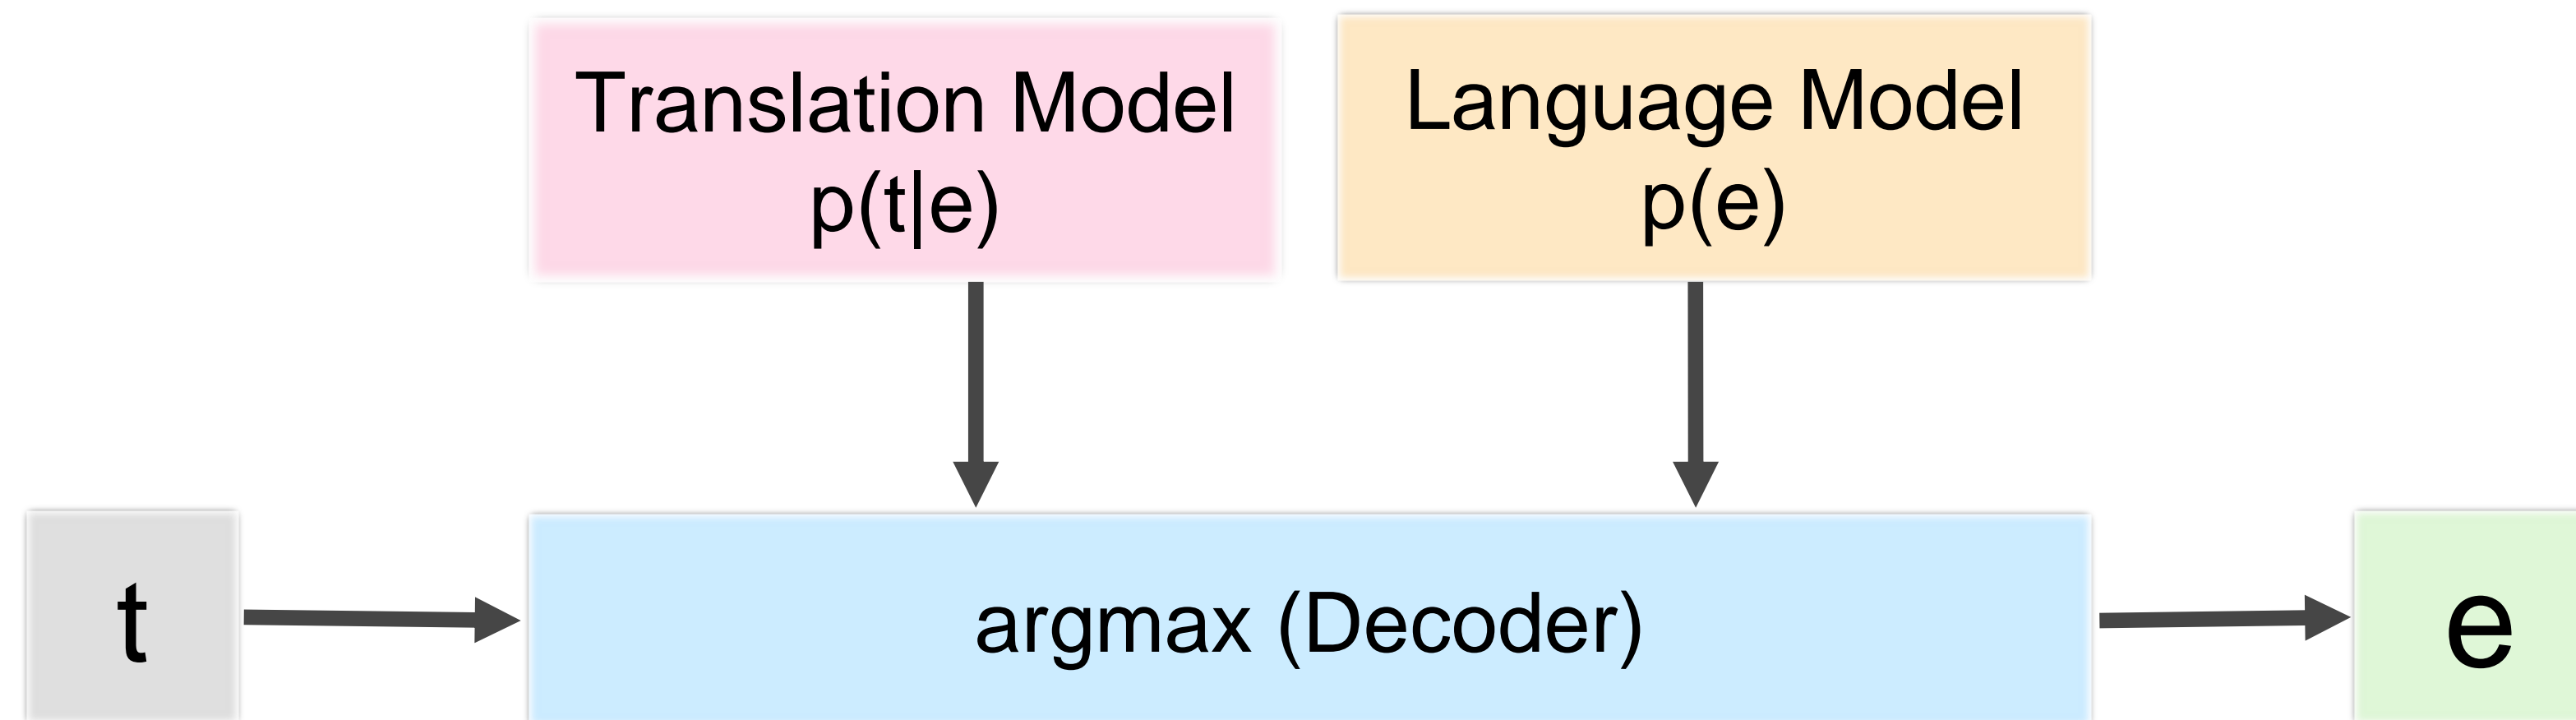 Translation Model
p(t|e)
Language Model
p(e)
t
argmax (Decoder)
e